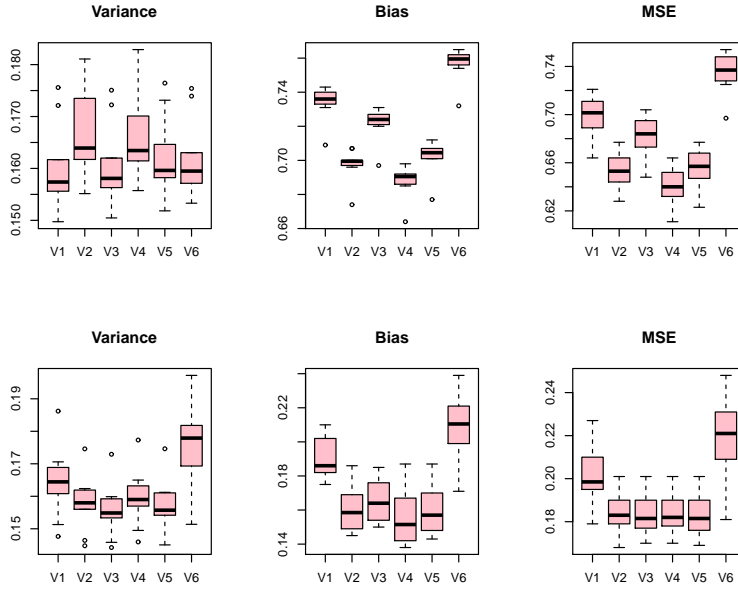 Variance
0.150 0.160 0.170 0.180
V1 V2 V3 V4 V5 V6
Bias
0.66 0.70 0.74
V1 V2 V3 V4 V5 V6
MSE
0.62 0.66 0.70 0.74
V1 V2 V3 V4 V5 V6
Variance
0.15 0.17 0.19
V1 V2 V3 V4 V5 V6
Bias
0.14 0.18 0.22
V1 V2 V3 V4 V5 V6
MSE
0.18 0.20 0.22 0.24
V1 V2 V3 V4 V5 V6